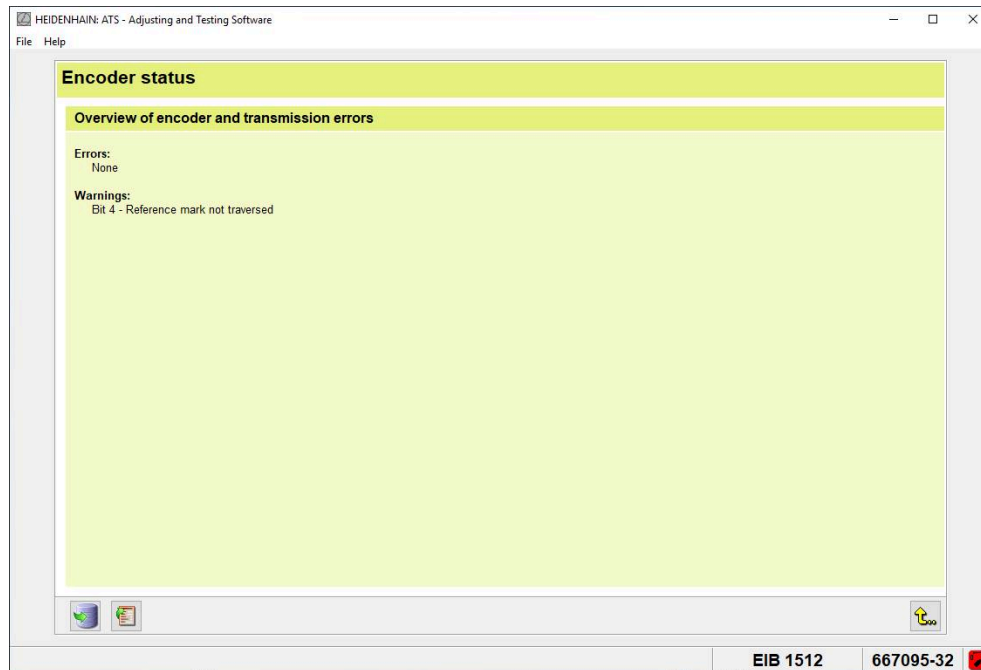 HEIDENHAIN: ATS - Adjusting and Testing Software
File Help
Encoder status
Overview of encoder and transmission errors
Errors:
None
Warnings:
Bit 4 - Reference mark not traversed
EIB 1512 667095-32